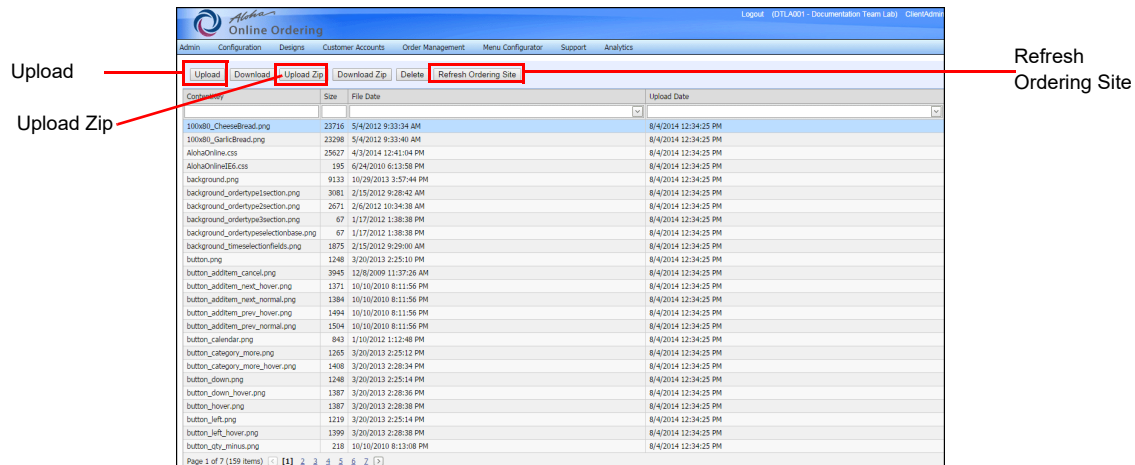 Logout (DTLA001 - Documentation Team Lab) ClientAdmin
Aloha
Online Ordering
Admin Configuration Designs Customer Accounts Order Management Menu Configurator Support Analytics
Upload
Refresh
Ordering Site
Upload Download Upload Zip Download Zip Delete Refresh Ordering Site
ContentKey Size File Date Upload Date
Upload Zip
100x80_CheeseBread.png 23716 5/4/2012 9:33:34 AM 8/4/2014 12:34:25 PM
100x80_GarlicBread.png 23298 5/4/2012 9:33:40 AM 8/4/2014 12:34:25 PM
AlohaOnline.css 25627 4/3/2014 12:41:04 PM 8/4/2014 12:34:25 PM
AlohaOnlineIE6.css 195 6/24/2010 6:13:58 PM 8/4/2014 12:34:25 PM
background.png 9133 10/29/2013 3:57:44 PM 8/4/2014 12:34:25 PM
background_ordertype1section.png 3081 2/15/2012 9:28:42 AM 8/4/2014 12:34:25 PM
background_ordertype2section.png 2671 2/6/2012 10:34:38 AM 8/4/2014 12:34:25 PM
background_ordertype3section.png 67 1/17/2012 1:38:38 PM 8/4/2014 12:34:25 PM
background_ordertypeselectionbase.png 67 1/17/2012 1:38:38 PM 8/4/2014 12:34:25 PM
background_timeselectionfields.png 1875 2/15/2012 9:29:00 AM 8/4/2014 12:34:25 PM
button.png 1248 3/20/2013 2:25:10 PM 8/4/2014 12:34:25 PM
button_additem_cancel.png 3945 12/8/2009 11:37:26 AM 8/4/2014 12:34:25 PM
button_additem_next_hover.png 1371 10/10/2010 8:11:56 PM 8/4/2014 12:34:25 PM
button_additem_next_normal.png 1384 10/10/2010 8:11:56 PM 8/4/2014 12:34:25 PM
button_additem_prev_hover.png 1494 10/10/2010 8:11:56 PM 8/4/2014 12:34:25 PM
button_additem_prev_normal.png 1504 10/10/2010 8:11:56 PM 8/4/2014 12:34:25 PM
button_calendar.png 843 1/10/2012 1:12:48 PM 8/4/2014 12:34:25 PM
button_category_more.png 1265 3/20/2013 2:25:12 PM 8/4/2014 12:34:25 PM
button_category_more_hover.png 1408 3/20/2013 2:28:34 PM 8/4/2014 12:34:25 PM
button_down.png 1248 3/20/2013 2:25:14 PM 8/4/2014 12:34:25 PM
button_down_hover.png 1387 3/20/2013 2:28:36 PM 8/4/2014 12:34:25 PM
button_hover.png 1387 3/20/2013 2:28:38 PM 8/4/2014 12:34:25 PM
button_left.png 1219 3/20/2013 2:25:14 PM 8/4/2014 12:34:25 PM
button_left_hover.png 1399 3/20/2013 2:28:38 PM 8/4/2014 12:34:25 PM
button_qty_minus.png 218 10/10/2010 8:13:08 PM 8/4/2014 12:34:25 PM
Page 1 of 7 (159 items) < [1] 2 3 4 5 6 7 >